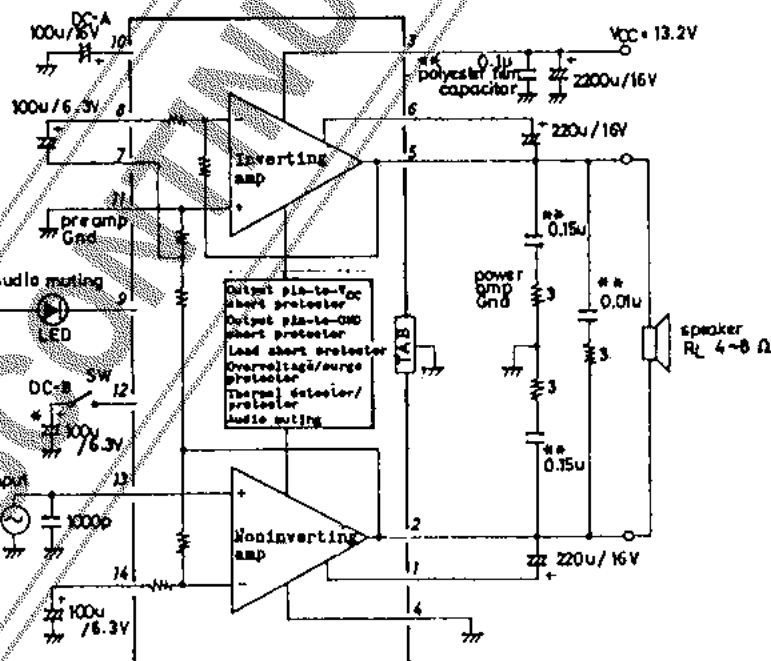 DC-A
100u/16V
10
3
VCC = 13.2V
**
0.1u
polyester film
capacitor
2200u/16V
100u/6.3V
8
6
220u/16V
7
5
Inverting
amp
-
+
11
preamp
Gnd
**
0.15u
Audio muting
9
LED
Output pin-to-VCC
short protector
Output pin-to-GND
short protector
Load short protector
Overvoltage/surge
protector
Thermal detector/
protector
Audio muting
TAB
power
amp
Gnd
3
**
0.01u
3
speaker
RL 4~8 Ω
DC-B
SW
12
*
100u
/6.3V
3
**
0.15u
Input
13
1000p
+
-
Noninverting
amp
2
220u/16V
1
14
100u
/6.3V
4